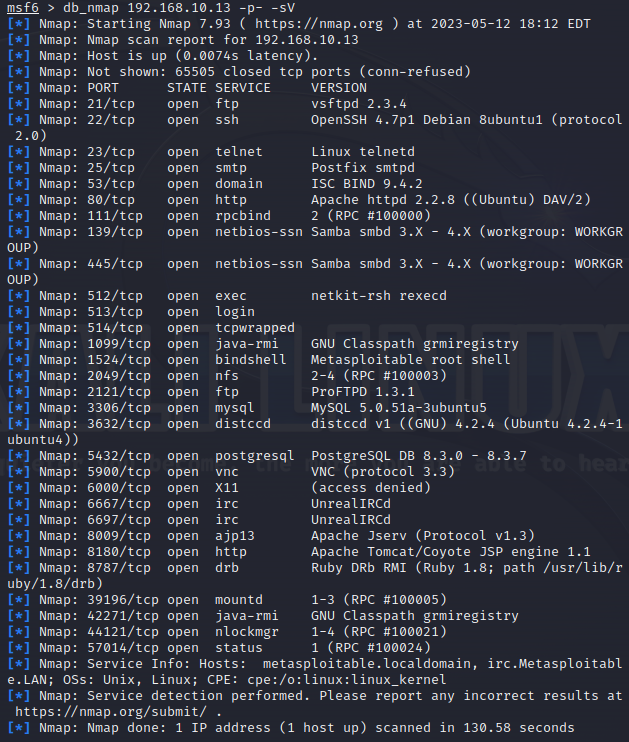 msf6 > db_nmap 192.168.10.13 -p- -sV
[*] Nmap: Starting Nmap 7.93 ( https://nmap.org ) at 2023-05-12 18:12 EDT
[*] Nmap: Nmap scan report for 192.168.10.13
[*] Nmap: Host is up (0.0074s latency).
[*] Nmap: Not shown: 65505 closed tcp ports (conn-refused)
[*] Nmap: PORT      STATE SERVICE     VERSION
[*] Nmap: 21/tcp    open  ftp         vsftpd 2.3.4
[*] Nmap: 22/tcp    open  ssh         OpenSSH 4.7p1 Debian 8ubuntu1 (protocol
 2.0)
[*] Nmap: 23/tcp    open  telnet      Linux telnetd
[*] Nmap: 25/tcp    open  smtp        Postfix smtpd
[*] Nmap: 53/tcp    open  domain      ISC BIND 9.4.2
[*] Nmap: 80/tcp    open  http        Apache httpd 2.2.8 ((Ubuntu) DAV/2)
[*] Nmap: 111/tcp   open  rpcbind     2 (RPC #100000)
[*] Nmap: 139/tcp   open  netbios-ssn Samba smbd 3.X - 4.X (workgroup: WORKGR
OUP)
[*] Nmap: 445/tcp   open  netbios-ssn Samba smbd 3.X - 4.X (workgroup: WORKGR
OUP)
[*] Nmap: 512/tcp   open  exec        netkit-rsh rexecd
[*] Nmap: 513/tcp   open  login
[*] Nmap: 514/tcp   open  tcpwrapped
[*] Nmap: 1099/tcp  open  java-rmi    GNU Classpath grmiregistry
[*] Nmap: 1524/tcp  open  bindshell   Metasploitable root shell
[*] Nmap: 2049/tcp  open  nfs         2-4 (RPC #100003)
[*] Nmap: 2121/tcp  open  ftp         ProFTPD 1.3.1
[*] Nmap: 3306/tcp  open  mysql       MySQL 5.0.51a-3ubuntu5
[*] Nmap: 3632/tcp  open  distccd     distccd v1 ((GNU) 4.2.4 (Ubuntu 4.2.4-1
ubuntu4))
[*] Nmap: 5432/tcp  open  postgresql  PostgreSQL DB 8.3.0 - 8.3.7
[*] Nmap: 5900/tcp  open  vnc         VNC (protocol 3.3)
[*] Nmap: 6000/tcp  open  X11         (access denied)
[*] Nmap: 6667/tcp  open  irc         UnrealIRCd
[*] Nmap: 6697/tcp  open  irc         UnrealIRCd
[*] Nmap: 8009/tcp  open  ajp13       Apache Jserv (Protocol v1.3)
[*] Nmap: 8180/tcp  open  http        Apache Tomcat/Coyote JSP engine 1.1
[*] Nmap: 8787/tcp  open  drb         Ruby DRb RMI (Ruby 1.8; path /usr/lib/r
uby/1.8/drb)
[*] Nmap: 39196/tcp open  mountd      1-3 (RPC #100005)
[*] Nmap: 42271/tcp open  java-rmi    GNU Classpath grmiregistry
[*] Nmap: 44121/tcp open  nlockmgr    1-4 (RPC #100021)
[*] Nmap: 57014/tcp open  status      1 (RPC #100024)
[*] Nmap: Service Info: Hosts:  metasploitable.localdomain, irc.Metasploitabl
e.LAN; OSs: Unix, Linux; CPE: cpe:/o:linux:linux_kernel
[*] Nmap: Service detection performed. Please report any incorrect results at
 https://nmap.org/submit/ .
[*] Nmap: Nmap done: 1 IP address (1 host up) scanned in 130.58 seconds